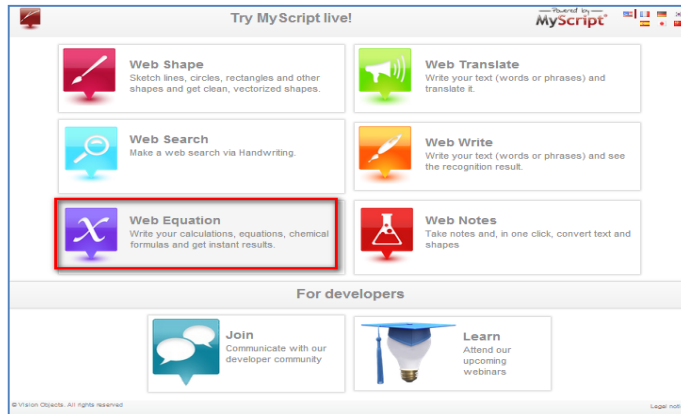 Try MyScript live!
Powered by
MyScript
Web Shape
Sketch lines, circles, rectangles and other
shapes and get clean, vectorized shapes.
Web Translate
Write your text (words or phrases) and
translate it.
Web Search
Make a web search via Handwriting.
Web Write
Write your text (words or phrases) and see
the recognition result.
Web Equation
Write your calculations, equations, chemical
formulas and get instant results.
Web Notes
Take notes and, in one click, convert text and
shapes
For developers
Join
Communicate with our
developer community
Learn
Attend our
upcoming
webinars
© Vision Objects. All rights reserved
Legal noti